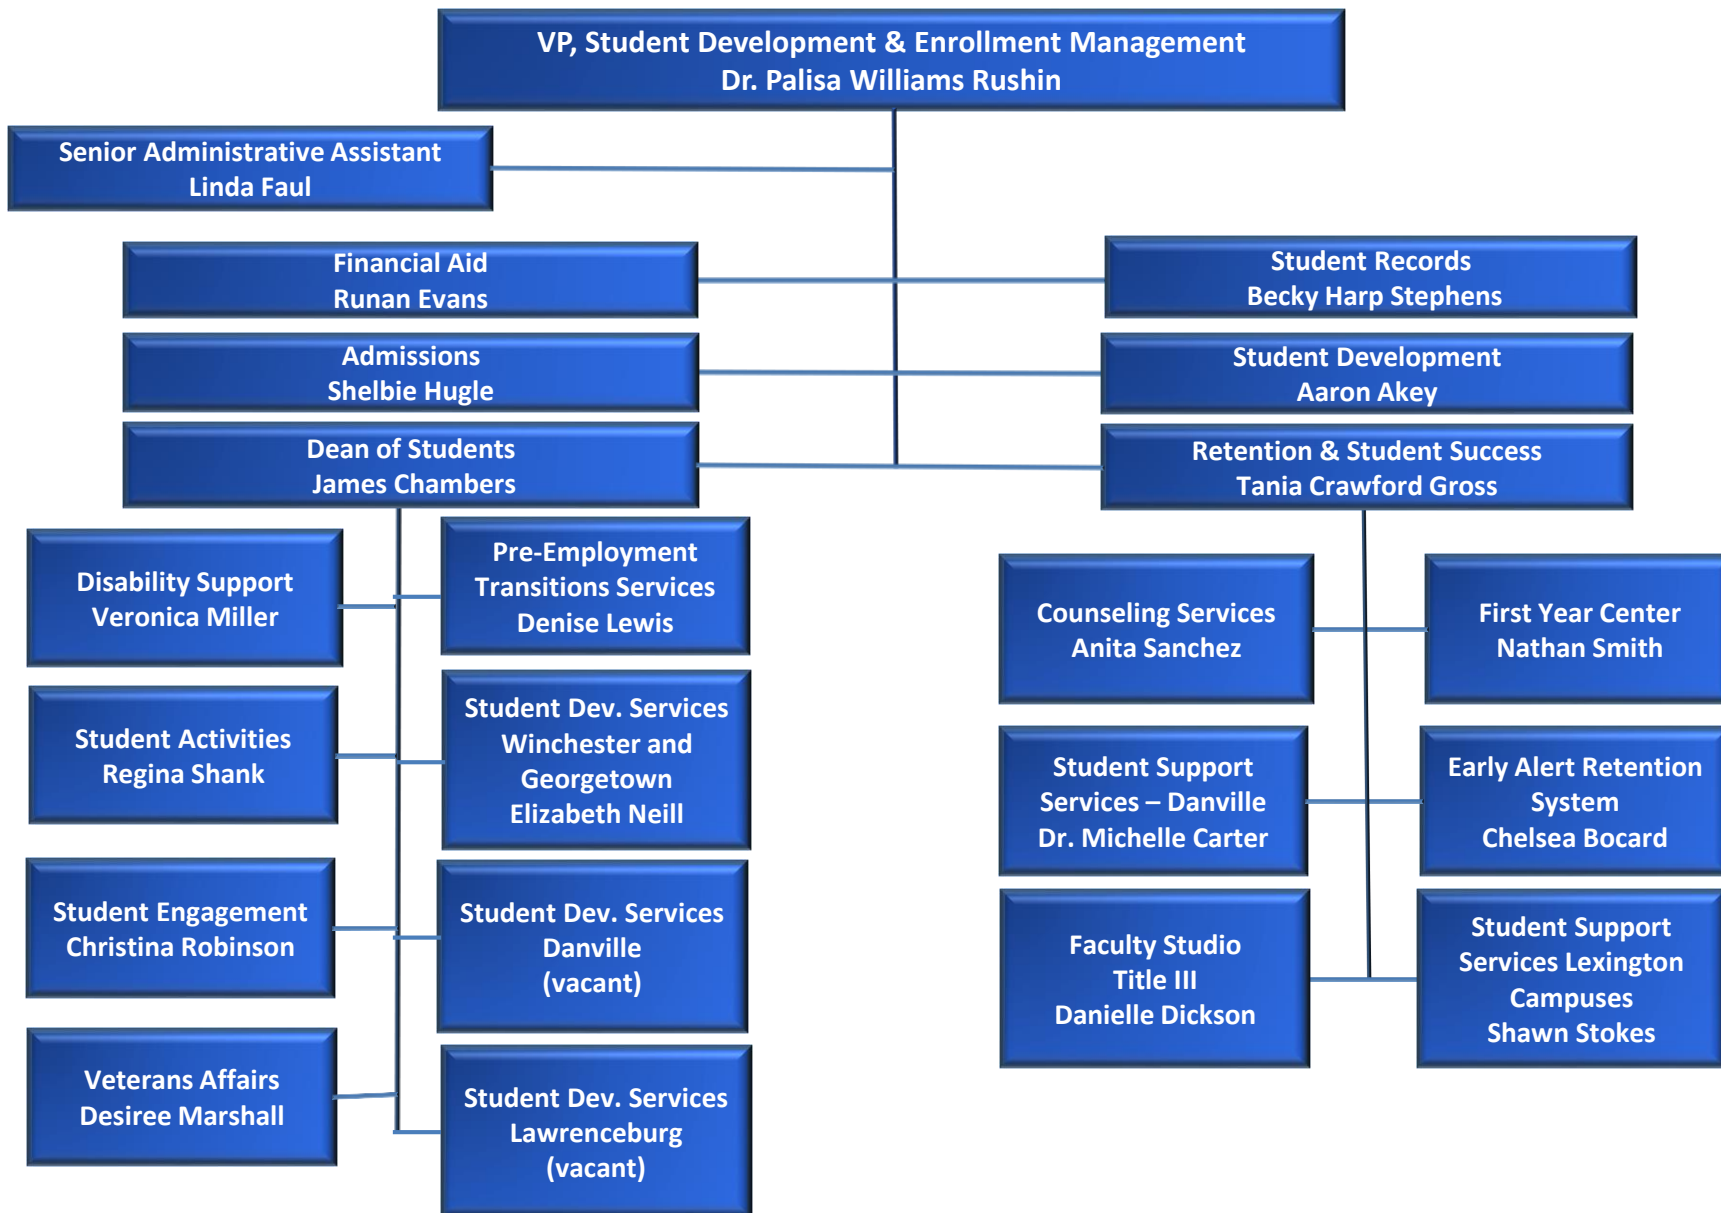 VP, Student Development & Enrollment Management
Dr. Palisa Williams Rushin
Senior Administrative Assistant
Linda Faul
Financial Aid
Runan Evans
Student Records
Becky Harp Stephens
Admissions
Shelbie Hugle
Student Development
Aaron Akey
Dean of Students
James Chambers
Retention & Student Success
Tania Crawford Gross
Disability Support
Veronica Miller
Pre-Employment
Transitions Services
Denise Lewis
Student Activities
Regina Shank
Student Dev. Services
Winchester and
Georgetown
Elizabeth Neill
Student Engagement
Christina Robinson
Student Dev. Services
Danville
(vacant)
Veterans Affairs
Desiree Marshall
Student Dev. Services
Lawrenceburg
(vacant)
Counseling Services
Anita Sanchez
First Year Center
Nathan Smith
Student Support
Services – Danville
Dr. Michelle Carter
Early Alert Retention
System
Chelsea Bocard
Faculty Studio
Title III
Danielle Dickson
Student Support
Services Lexington
Campuses
Shawn Stokes